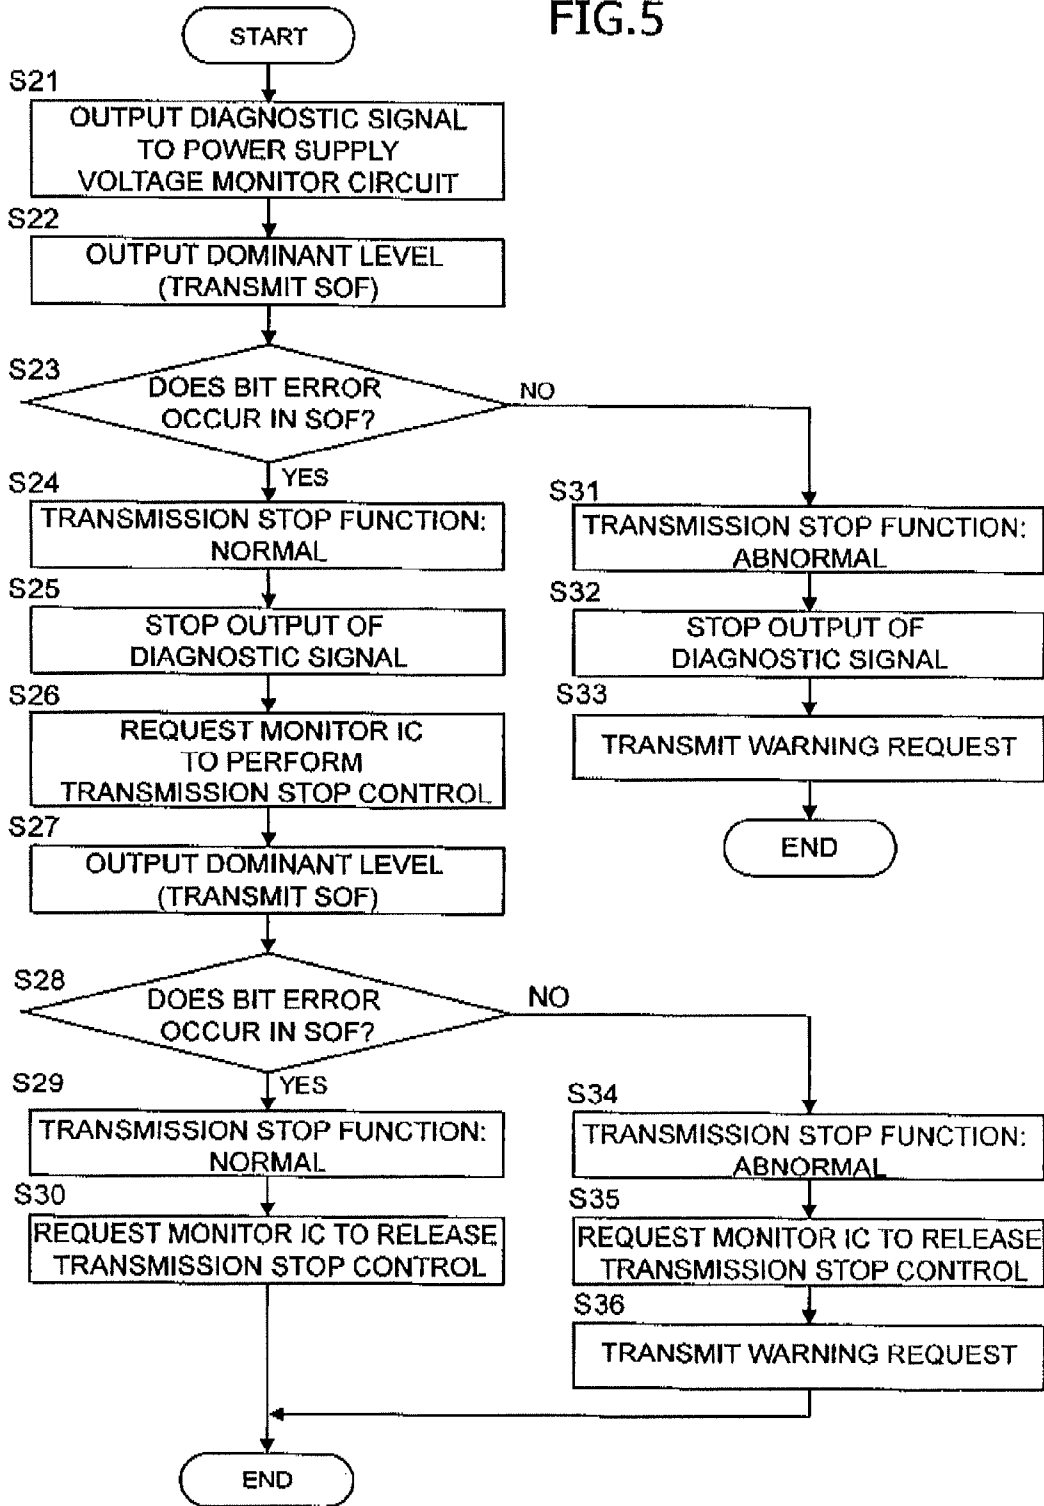 FIG.5
START
S21
OUTPUT DIAGNOSTIC SIGNAL
TO POWER SUPPLY
VOLTAGE MONITOR CIRCUIT
S22
OUTPUT DOMINANT LEVEL
(TRANSMIT SOF)
S23
DOES BIT ERROR
OCCUR IN SOF?
NO
YES
S24
TRANSMISSION STOP FUNCTION:
NORMAL
S25
STOP OUTPUT OF
DIAGNOSTIC SIGNAL
S26
REQUEST MONITOR IC
TO PERFORM
TRANSMISSION STOP CONTROL
S27
OUTPUT DOMINANT LEVEL
(TRANSMIT SOF)
S31
TRANSMISSION STOP FUNCTION:
ABNORMAL
S32
STOP OUTPUT OF
DIAGNOSTIC SIGNAL
S33
TRANSMIT WARNING REQUEST
END
S28
DOES BIT ERROR
OCCUR IN SOF?
NO
YES
S29
TRANSMISSION STOP FUNCTION:
NORMAL
S30
REQUEST MONITOR IC TO RELEASE
TRANSMISSION STOP CONTROL
S34
TRANSMISSION STOP FUNCTION:
ABNORMAL
S35
REQUEST MONITOR IC TO RELEASE
TRANSMISSION STOP CONTROL
S36
TRANSMIT WARNING REQUEST
END